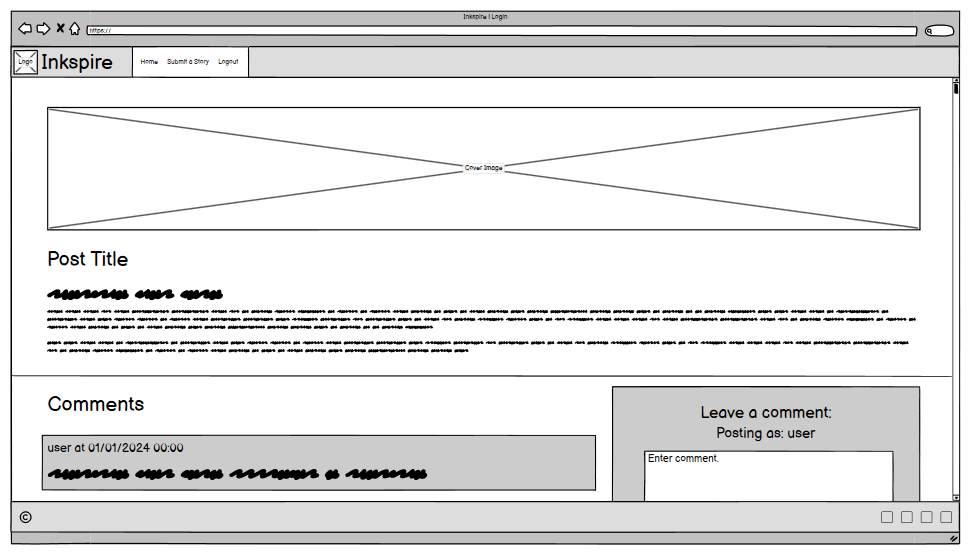 Inkspire | Login
https://
Logo
Inkspire
Home Submit a Story Logout
Cover Image
Post Title
Comments
user at 01/01/2024 00:00
Leave a comment:
Posting as: user
Enter comment.
©